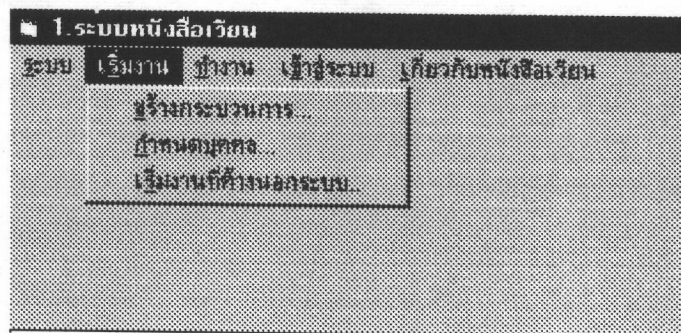 1.ระบบหนังสือเวียน
ระบบ เริ่มงาน ทำงาน เข้าสู่ระบบ เกี่ยวกับหนังสือเวียน
สร้างกระบวนการ...
กำหนดบุคคล...
เริ่มงานที่ค้างนอกระบบ..